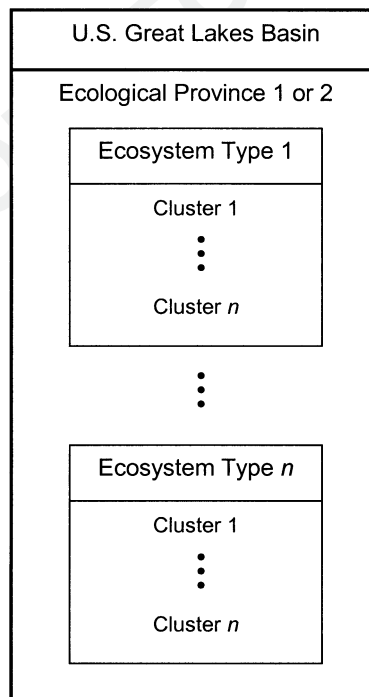 U.S. Great Lakes Basin
Ecological Province 1 or 2
Ecosystem Type 1
Cluster 1
Cluster n
Ecosystem Type n
Cluster 1
Cluster n